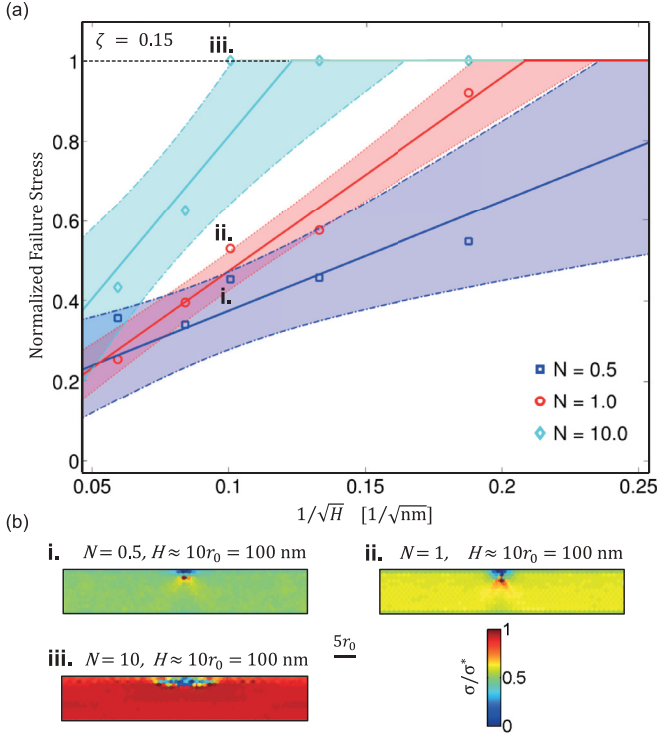 (a)
ζ = 0.15
iii.
ii.
i.
Normalized Failure Stress
1
0.8
0.6
0.4
0.2
0
N = 0.5
N = 1.0
N = 10.0
0.05 0.1 0.15 0.2 0.25
1/√H [1/√nm]
(b)
i. N = 0.5, H ≈ 10r₀ = 100 nm
ii. N = 1, H ≈ 10r₀ = 100 nm
iii. N = 10, H ≈ 10r₀ = 100 nm
5r₀
σ/σ*
1
0.5
0